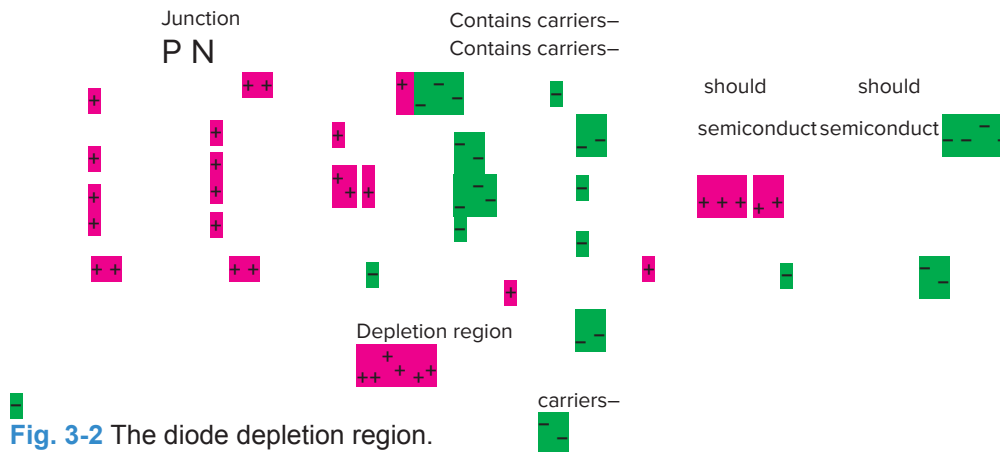 Junction
Contains carriers–
P N
Contains carriers–
+ +
+ – – –
–
+
should should
+ + + – –
semiconduct semiconduct – – – –
+ + – –
+ + + + – – – – + + + + +
+ + –
+ + –
+ + + + – + + – – –
+
Depletion region – –
+ + + + + +
–
carriers–
– –
Fig. 3-2 The diode depletion region.